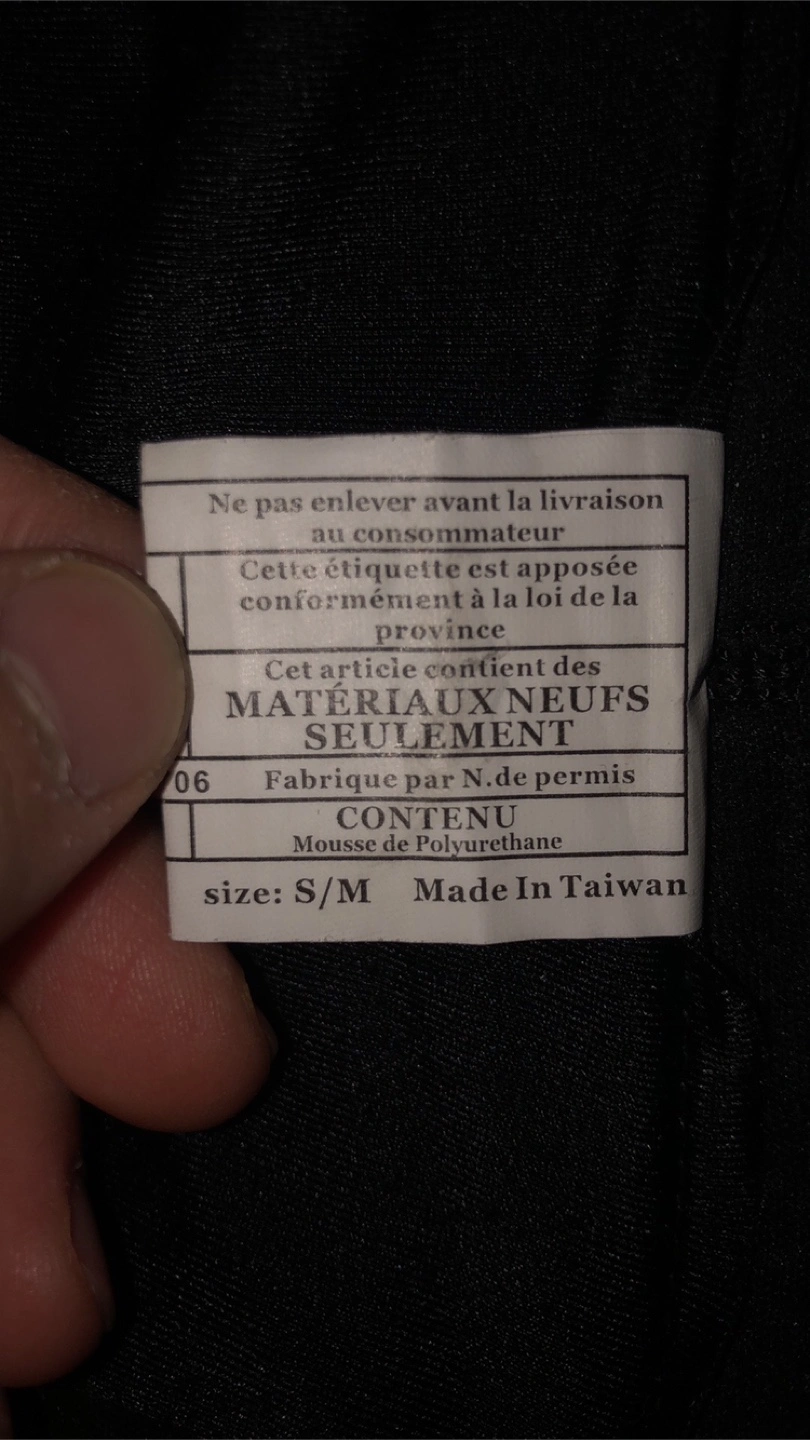 Ne pas enlever avant la livraison
au consommateur
Cette étiquette est apposée
conformément à la loi de la
province
Cet article contient des
MATÉRIAUX NEUFS
SEULEMENT
06 Fabrique par N.de permis
CONTENU
Mousse de Polyurethane
size: S/M Made In Taiwan